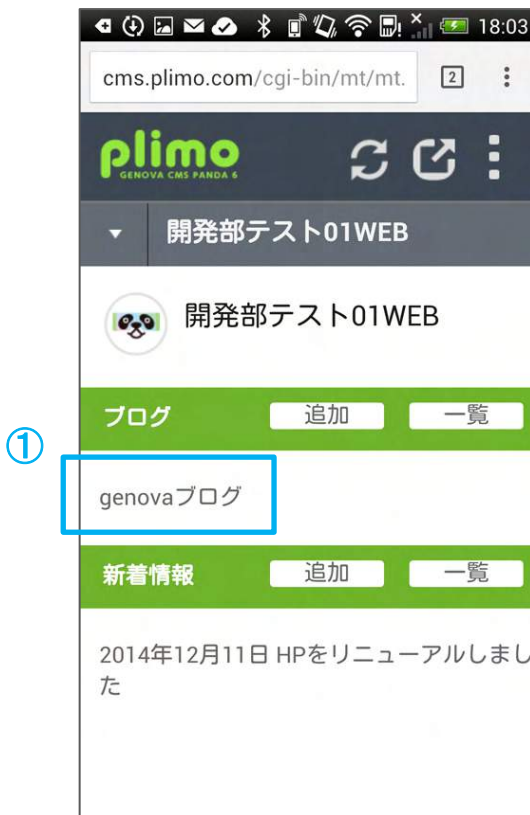 18:03
cms.plimo.com/cgi-bin/mt/mt.
2
plimo
GENOVA CMS PANDA 6
開発部テスト01WEB
開発部テスト01WEB
ブログ 追加 一覧
①
genovaブログ
新着情報 追加 一覧
2014年12月11日 HPをリニューアルしまし
た